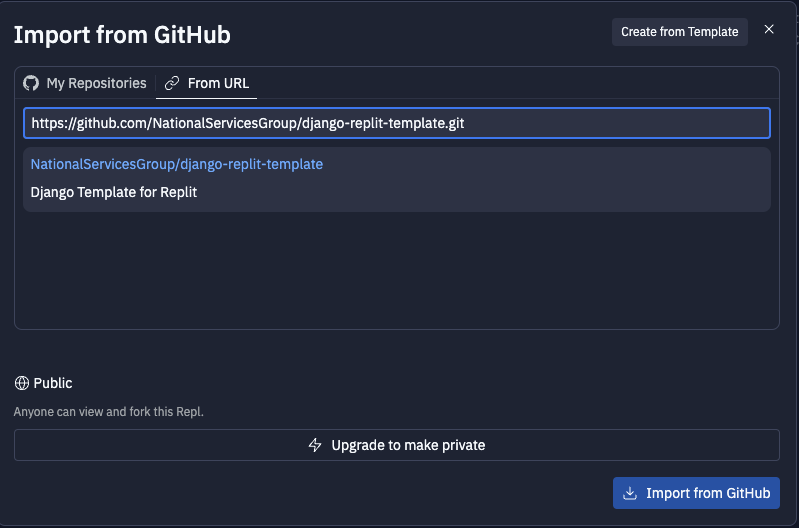 Import from GitHub
Create from Template
My Repositories
From URL
https://github.com/NationalServicesGroup/django-replit-template.git
NationalServicesGroup/django-replit-template
Django Template for Replit
Public
Anyone can view and fork this Repl.
Upgrade to make private
Import from GitHub